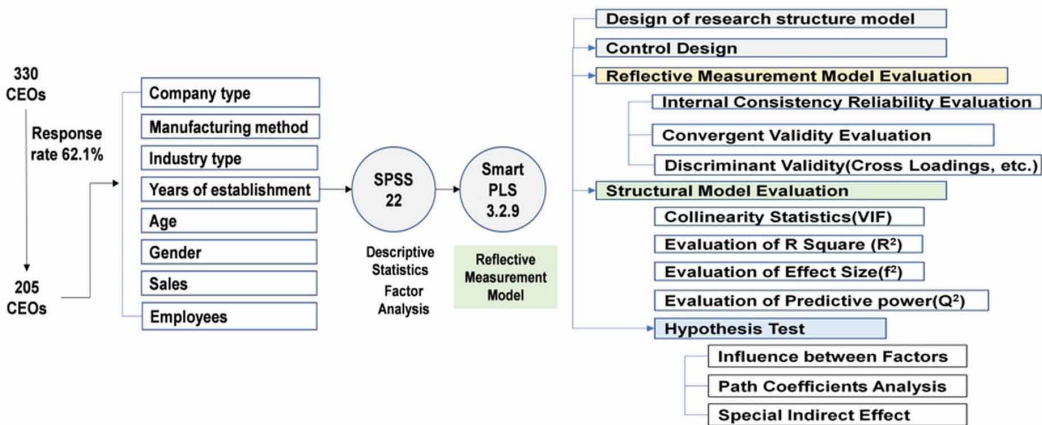 330
CEOs
Response
rate 62.1%
205
CEOs
Company type
Manufacturing method
Industry type
Years of establishment
Age
Gender
Sales
Employees
SPSS
22
Descriptive
Statistics
Factor
Analysis
Smart
PLS
3.2.9
Reflective
Measurement
Model
Design of research structure model
Control Design
Reflective Measurement Model Evaluation
Internal Consistency Reliability Evaluation
Convergent Validity Evaluation
Discriminant Validity(Cross Loadings, etc.)
Structural Model Evaluation
Collinearity Statistics(VIF)
Evaluation of R Square (R²)
Evaluation of Effect Size(f²)
Evaluation of Predictive power(Q²)
Hypothesis Test
Influence between Factors
Path Coefficients Analysis
Special Indirect Effect